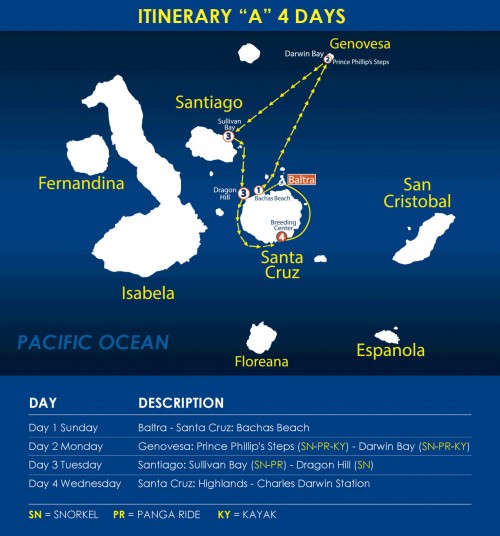 ITINERARY "A" 4 DAYS
Genovesa
Darwin Bay
2
Prince Phillip's Steps
Santiago
Sullivan
Bay
3
Fernandina
Dragon
Hill
3
1
Baltra
Bachas Beach
San
Cristobal
Breeding
Center
4
Santa
Cruz
Isabela
PACIFIC OCEAN
Floreana
Espanola
DAY DESCRIPTION
Day 1 Sunday Baltra - Santa Cruz: Bachas Beach
Day 2 Monday Genovesa: Prince Phillip's Steps (SN-PR-KY) - Darwin Bay (SN-PR-KY)
Day 3 Tuesday Santiago: Sullivan Bay (SN-PR) - Dragon Hill (SN)
Day 4 Wednesday Santa Cruz: Highlands - Charles Darwin Station
SN = SNORKEL PR = PANGA RIDE KY = KAYAK